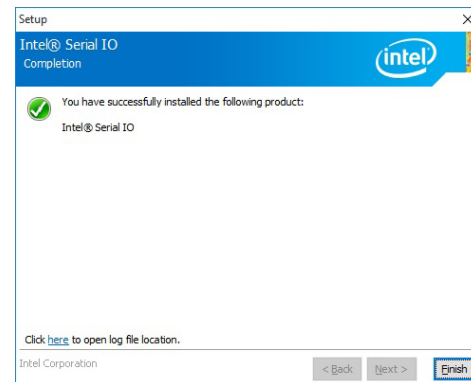 Setup
Intel® Serial IO
Completion
intel
You have successfully installed the following product:
Intel® Serial IO
Click here to open log file location.
Intel Corporation
< Back Next > Finish